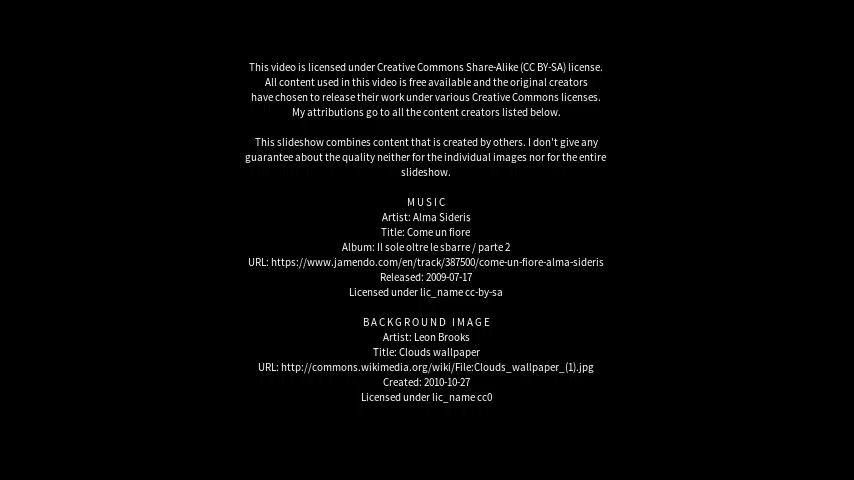 This video is licensed under Creative Commons Share-Alike (CC BY-SA) license.
All content used in this video is free available and the original creators
have chosen to release their work under various Creative Commons licenses.
My attributions go to all the content creators listed below.
This slideshow combines content that is created by others. I don't give any
guarantee about the quality neither for the individual images nor for the entire
slideshow.
MUSIC
Artist: Alma Sideris
Title: Come un fiore
Album: Il sole oltre le sbarre / parte 2
URL: https://www.jamendo.com/en/track/387500/come-un-fiore-alma-sideris
Released: 2009-07-17
Licensed under lic_name cc-by-sa
BACKGROUND IMAGE
Artist: Leon Brooks
Title: Clouds wallpaper
URL: http://commons.wikimedia.org/wiki/File:Clouds_wallpaper_(1).jpg
Created: 2010-10-27
Licensed under lic_name cc0